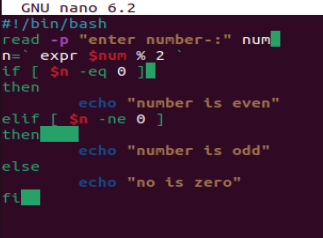 GNU nano 6.2
#!/bin/bash
read -p "enter number-:" num
n=` expr $num % 2 `
if [ $n -eq 0 ]
then
echo "number is even"
elif [ $n -ne 0 ]
then
echo "number is odd"
else
echo "no is zero"
fi